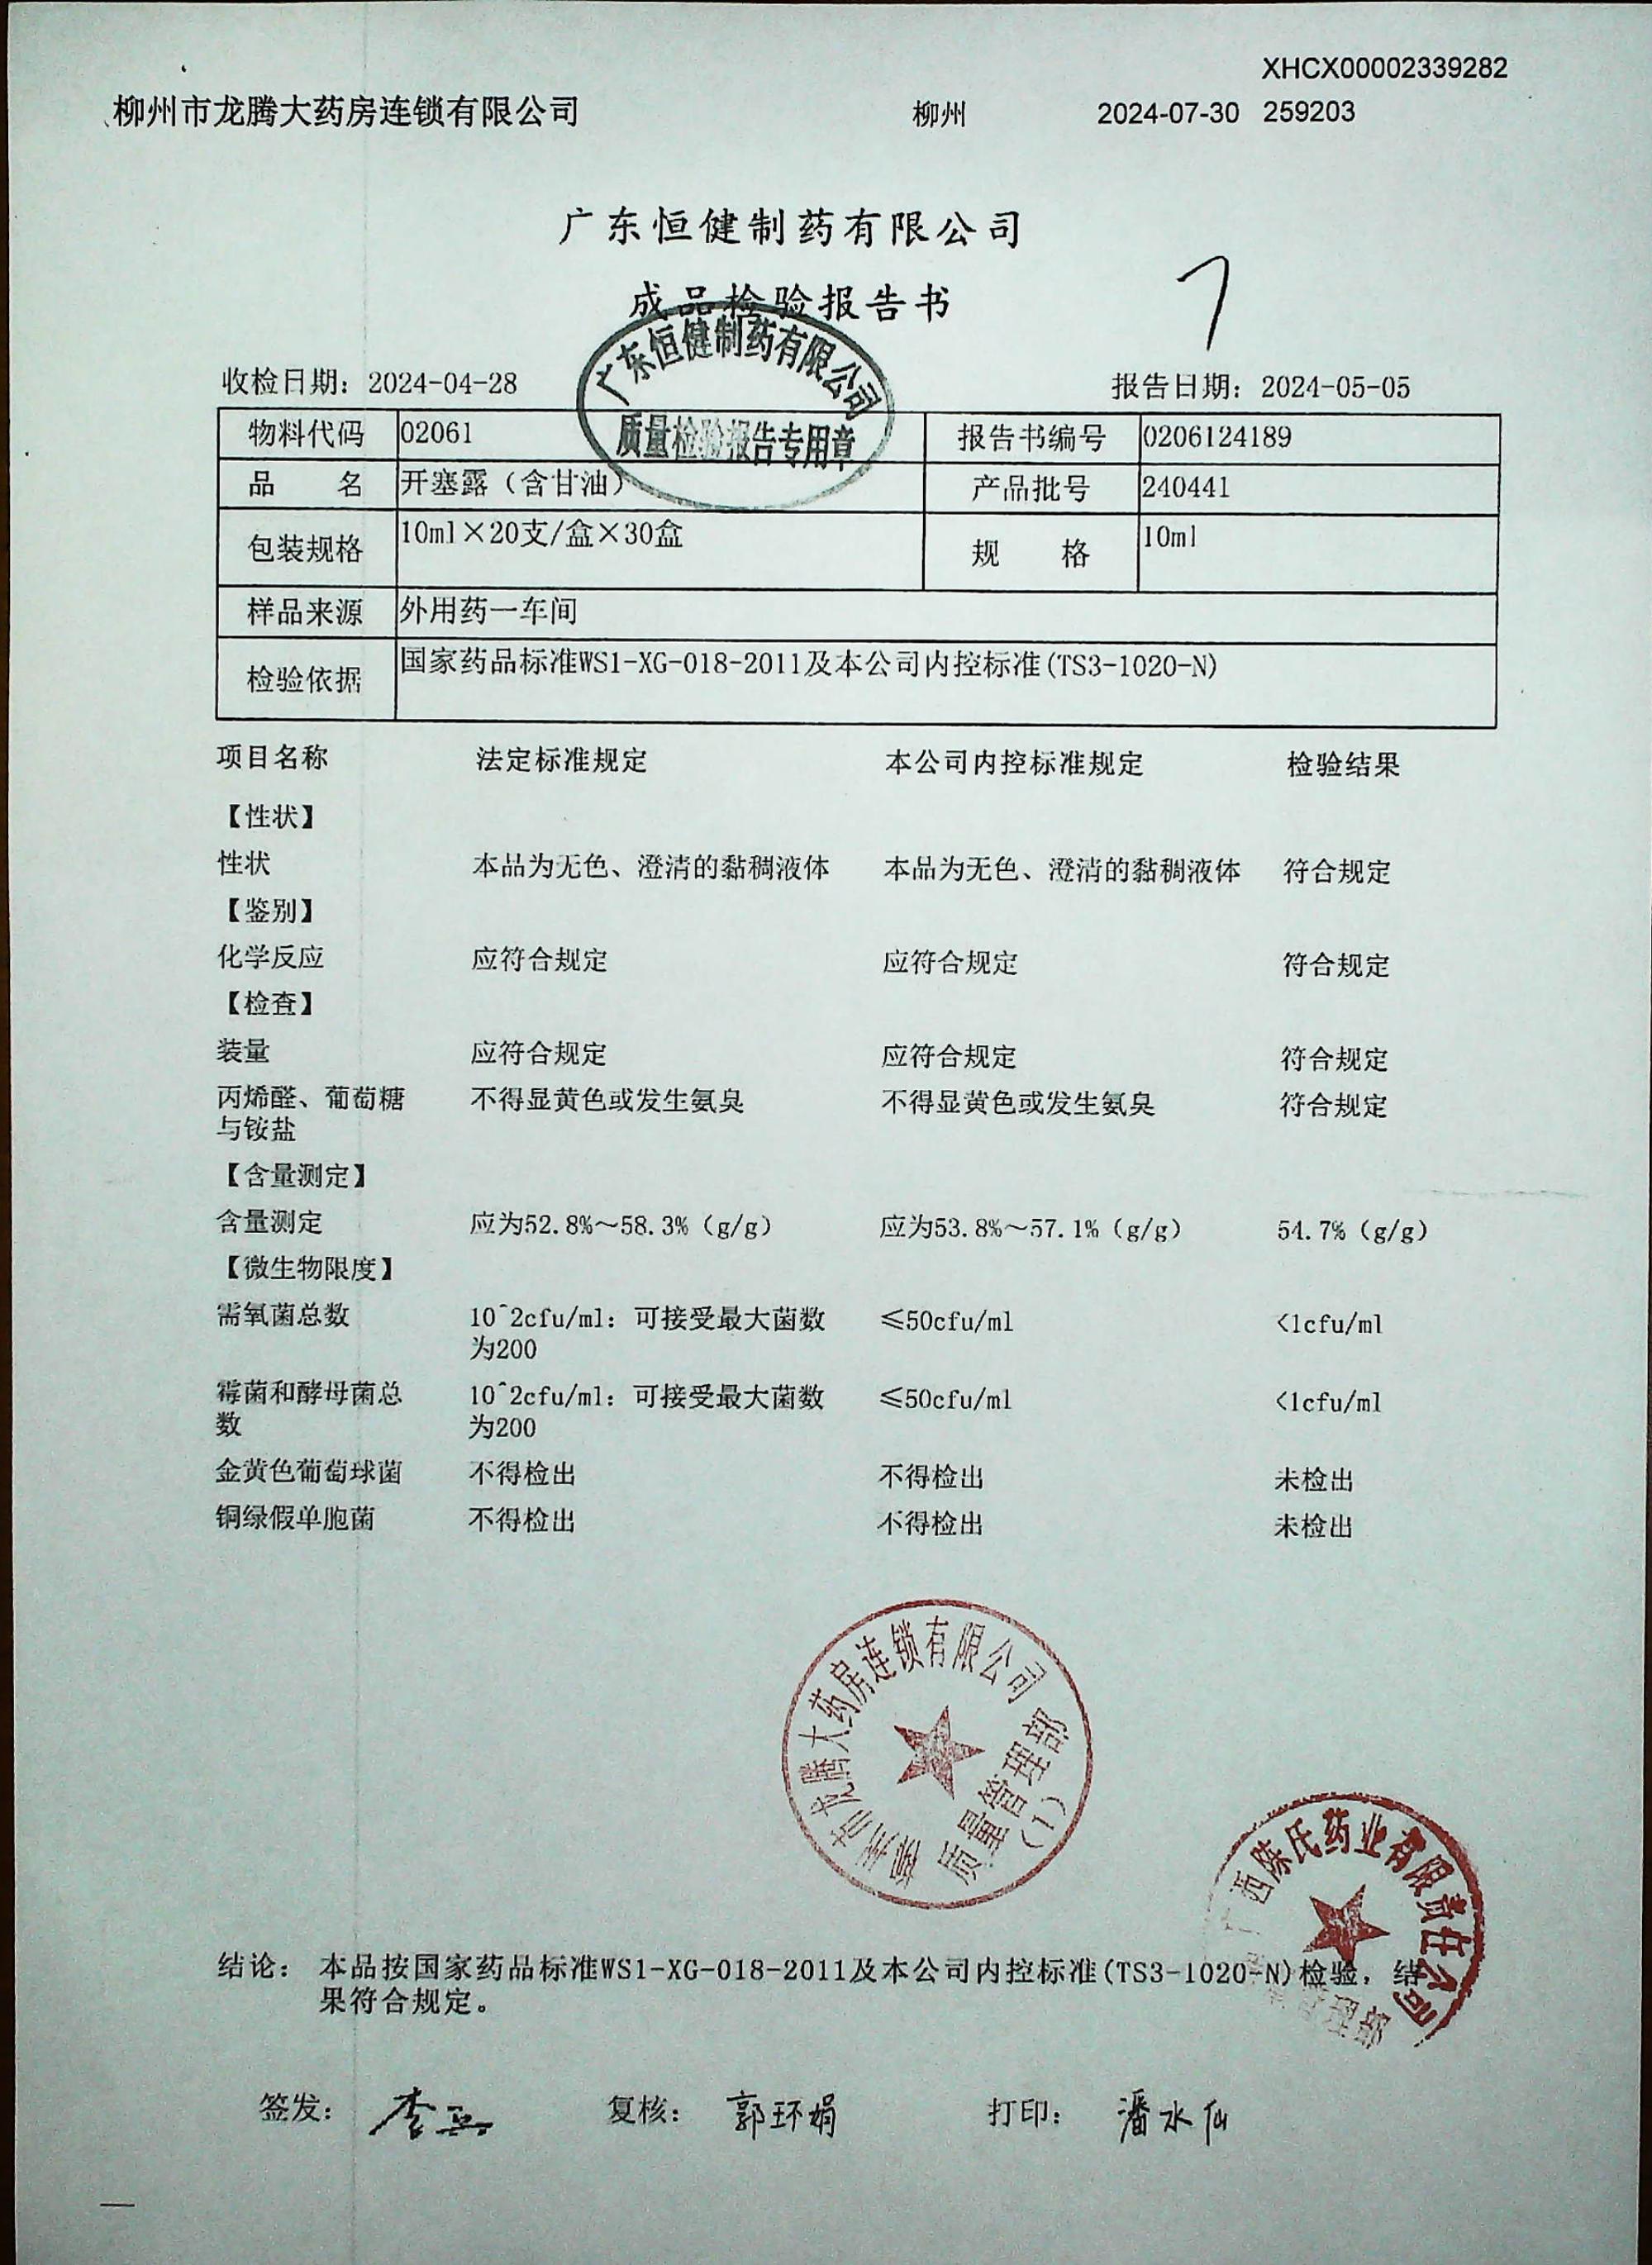 XHCX00002339282
柳州市龙腾大药房连锁有限公司 柳州 2024-07-30 259203
广东恒健制药有限公司
成品检验报告书
7
广东恒健制药有限公司
质量检验报告专用章
收检日期：2024-04-28 报告日期：2024-05-05
物料代码 02061 报告书编号 0206124189
品 名 开塞露（含甘油） 产品批号 240441
包装规格 10ml×20支/盒×30盒 规 格 10ml
样品来源 外用药一车间
检验依据 国家药品标准WS1-XG-018-2011及本公司内控标准(TS3-1020-N)
项目名称 法定标准规定 本公司内控标准规定 检验结果
【性状】
性状 本品为无色、澄清的黏稠液体 本品为无色、澄清的黏稠液体 符合规定
【鉴别】
化学反应 应符合规定 应符合规定 符合规定
【检查】
装量 应符合规定 应符合规定 符合规定
丙烯醛、葡萄糖 不得显黄色或发生氨臭 不得显黄色或发生氨臭 符合规定
与铵盐
【含量测定】
含量测定 应为52.8%～58.3%（g/g） 应为53.8%～57.1%（g/g） 54.7%（g/g）
【微生物限度】
需氧菌总数 10^2cfu/ml：可接受最大菌数 ≤50cfu/ml <1cfu/ml
为200
霉菌和酵母菌总 10^2cfu/ml：可接受最大菌数 ≤50cfu/ml <1cfu/ml
数 为200
金黄色葡萄球菌 不得检出 不得检出 未检出
铜绿假单胞菌 不得检出 不得检出 未检出
柳州市龙腾大药房连锁有限公司
质量管理部
(1)
广西陈氏药业有限责任公司
结论： 本品按国家药品标准WS1-XG-018-2011及本公司内控标准(TS3-1020-N)检验，结
果符合规定。
签发： 复核： 郭环娟 打印： 潘水仙